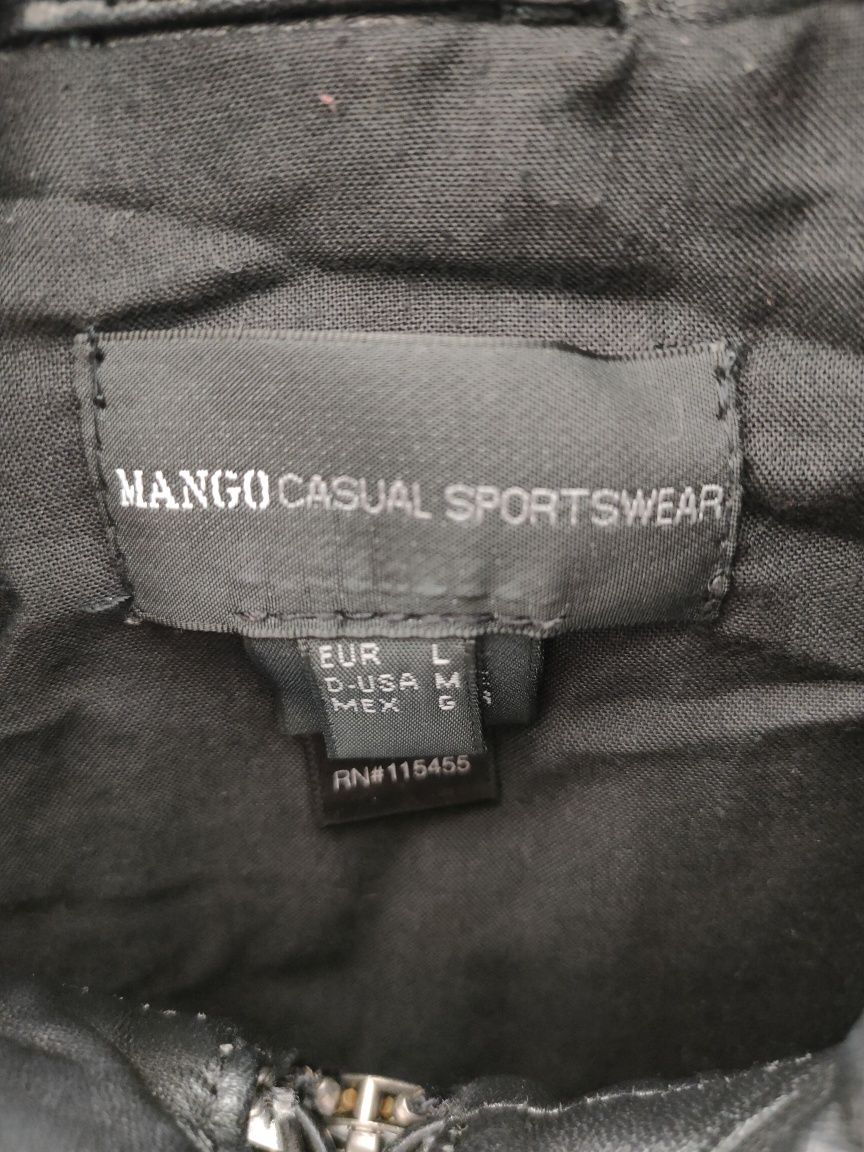 MANGO CASUAL SPORTSWEAR
EUR L
D-USA M
MEX G
RN#115455